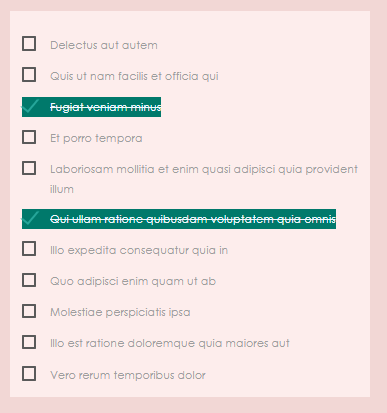 Delectus aut autem
Quis ut nam facilis et officia qui
Fugiat veniam minus
Et porro tempora
Laboriosam mollitia et enim quasi adipisci quia provident
illum
Qui ullam ratione quibusdam voluptatem quia omnis
Illo expedita consequatur quia in
Quo adipisci enim quam ut ab
Molestiae perspiciatis ipsa
Illo est ratione doloremque quia maiores aut
Vero rerum temporibus dolor